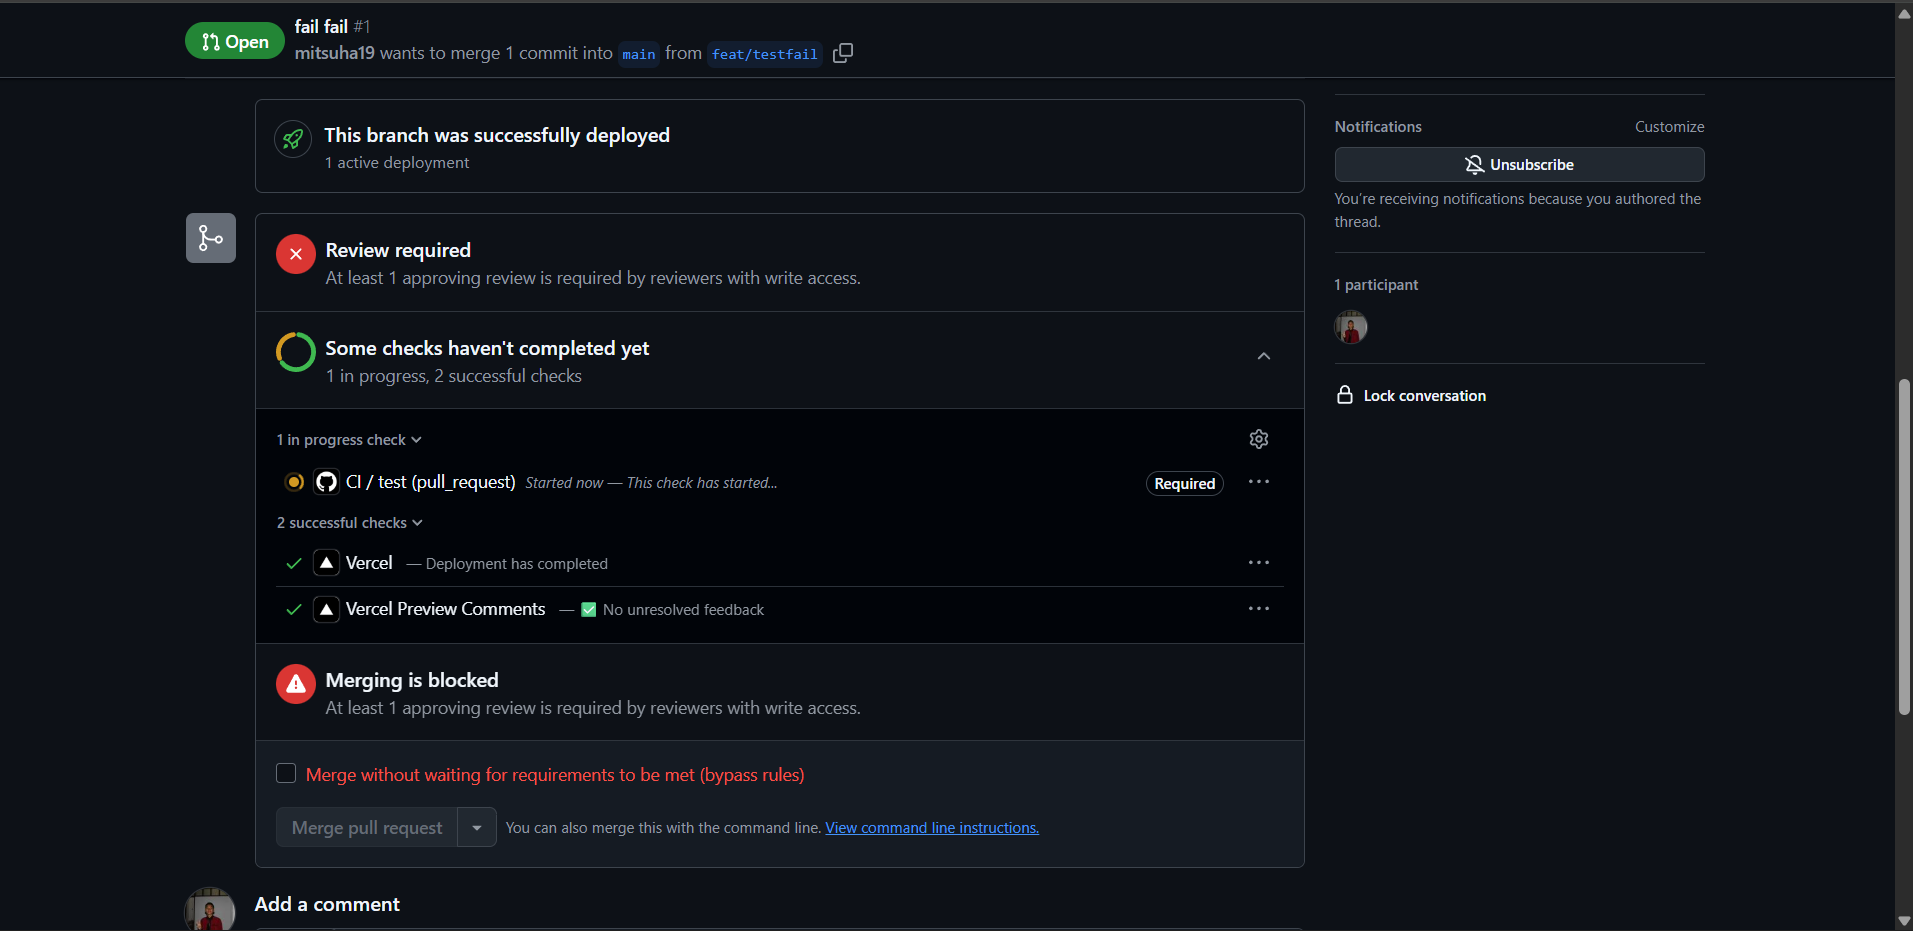 Open
fail fail #1
mitsuha19 wants to merge 1 commit into main from feat/testfail
This branch was successfully deployed
1 active deployment
Review required
At least 1 approving review is required by reviewers with write access.
Some checks haven't completed yet
1 in progress, 2 successful checks
1 in progress check
CI / test (pull_request) Started now — This check has started...
Required
2 successful checks
Vercel — Deployment has completed
Vercel Preview Comments — ✅ No unresolved feedback
Merging is blocked
At least 1 approving review is required by reviewers with write access.
Merge without waiting for requirements to be met (bypass rules)
Merge pull request
You can also merge this with the command line. View command line instructions.
Add a comment
Notifications
Customize
Unsubscribe
You're receiving notifications because you authored the
thread.
1 participant
Lock conversation